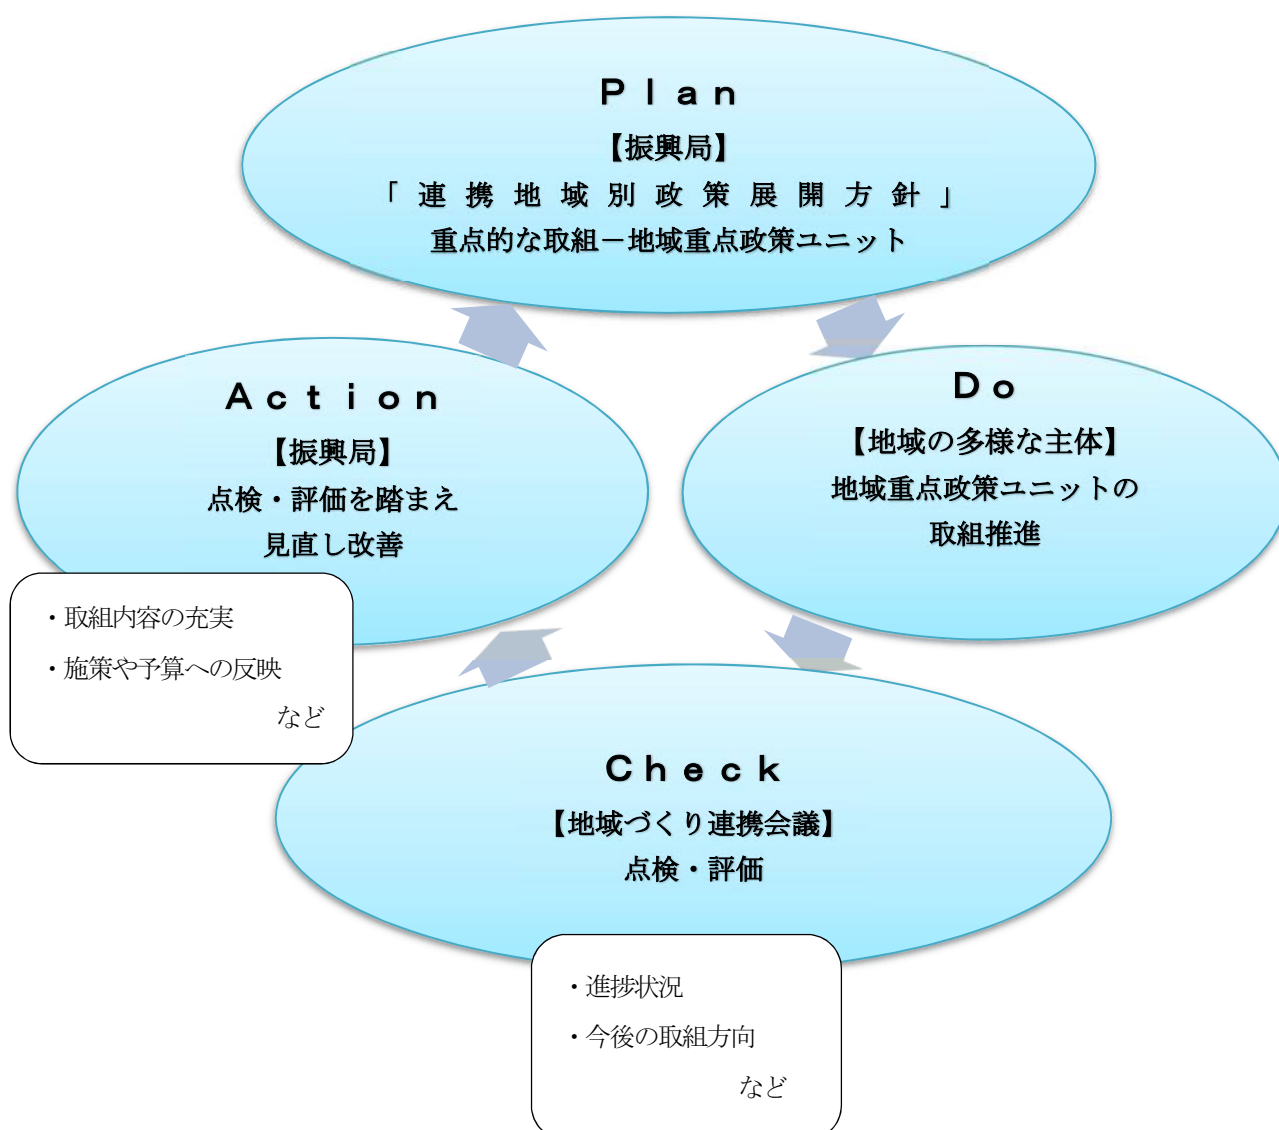 Ｐｌａｎ
【振興局】
「連携地域別政策展開方針」
重点的な取組－地域重点政策ユニット
Ａｃｔｉｏｎ
【振興局】
点検・評価を踏まえ
見直し改善
・取組内容の充実
・施策や予算への反映
など
Ｄｏ
【地域の多様な主体】
地域重点政策ユニットの
取組推進
Ｃｈｅｃｋ
【地域づくり連携会議】
点検・評価
・進捗状況
・今後の取組方向
など